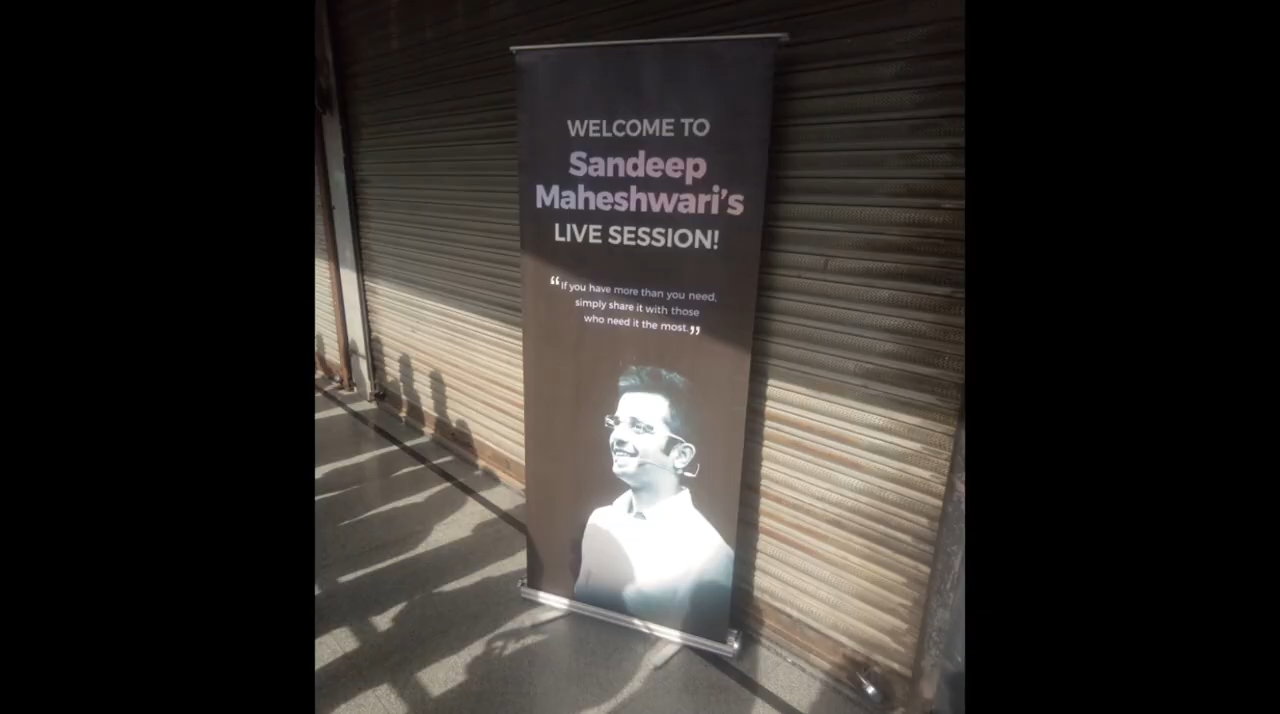 WELCOME TO
Sandeep
Maheshwari's
LIVE SESSION!
“If you have more than you need,
simply share it with those
who need it the most.”